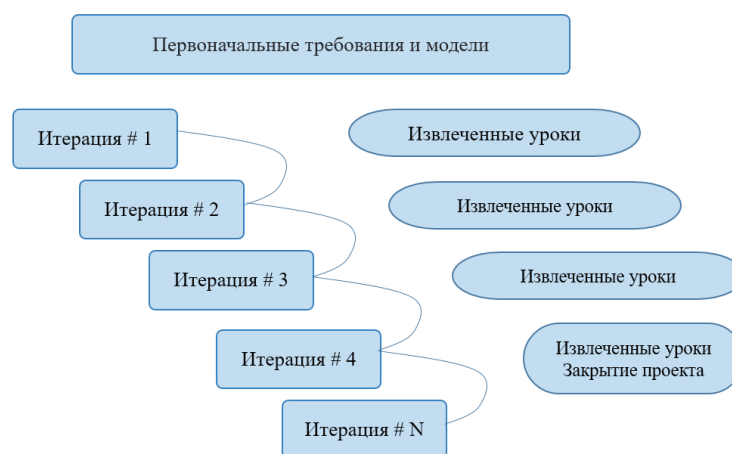 Первоначальные требования и модели
Итерация # 1
Извлеченные уроки
Итерация # 2
Извлеченные уроки
Итерация # 3
Извлеченные уроки
Итерация # 4
Извлеченные уроки
Закрытие проекта
Итерация # N